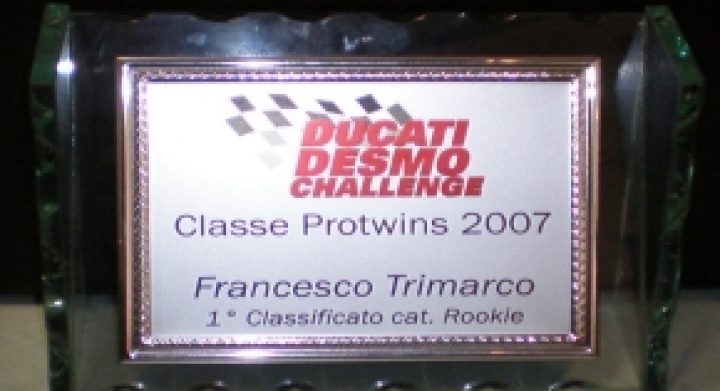 DUCATI
DESMO
CHALLENGE
Classe Protwins 2007
Francesco Trimarco
1° Classificato cat. Rookie